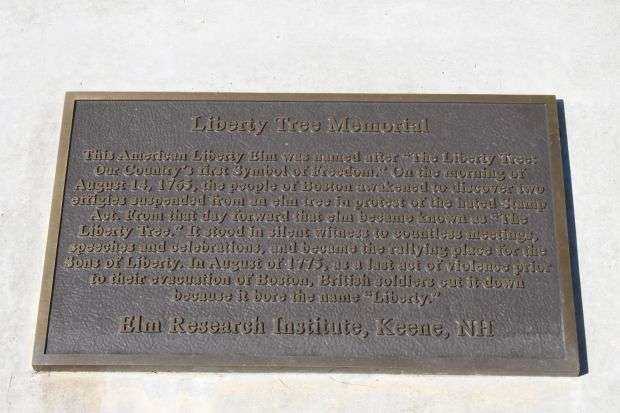 Liberty Tree Memorial
This American Liberty Elm was named after "The Liberty Tree:
Our Country's first Symbol of Freedom." On the morning of
August 14, 1765, the people of Boston awakened to discover two
effigies suspended from an elm tree in protest of the hated Stamp
Act. From that day forward that elm became known as "The
Liberty Tree." It stood in silent witness to countless meetings,
speeches and celebrations, and became the rallying place for the
Sons of Liberty. In August of 1775, as a last act of violence prior
to their evacuation of Boston, British soldiers cut it down
because it bore the name "Liberty."
Elm Research Institute, Keene, NH